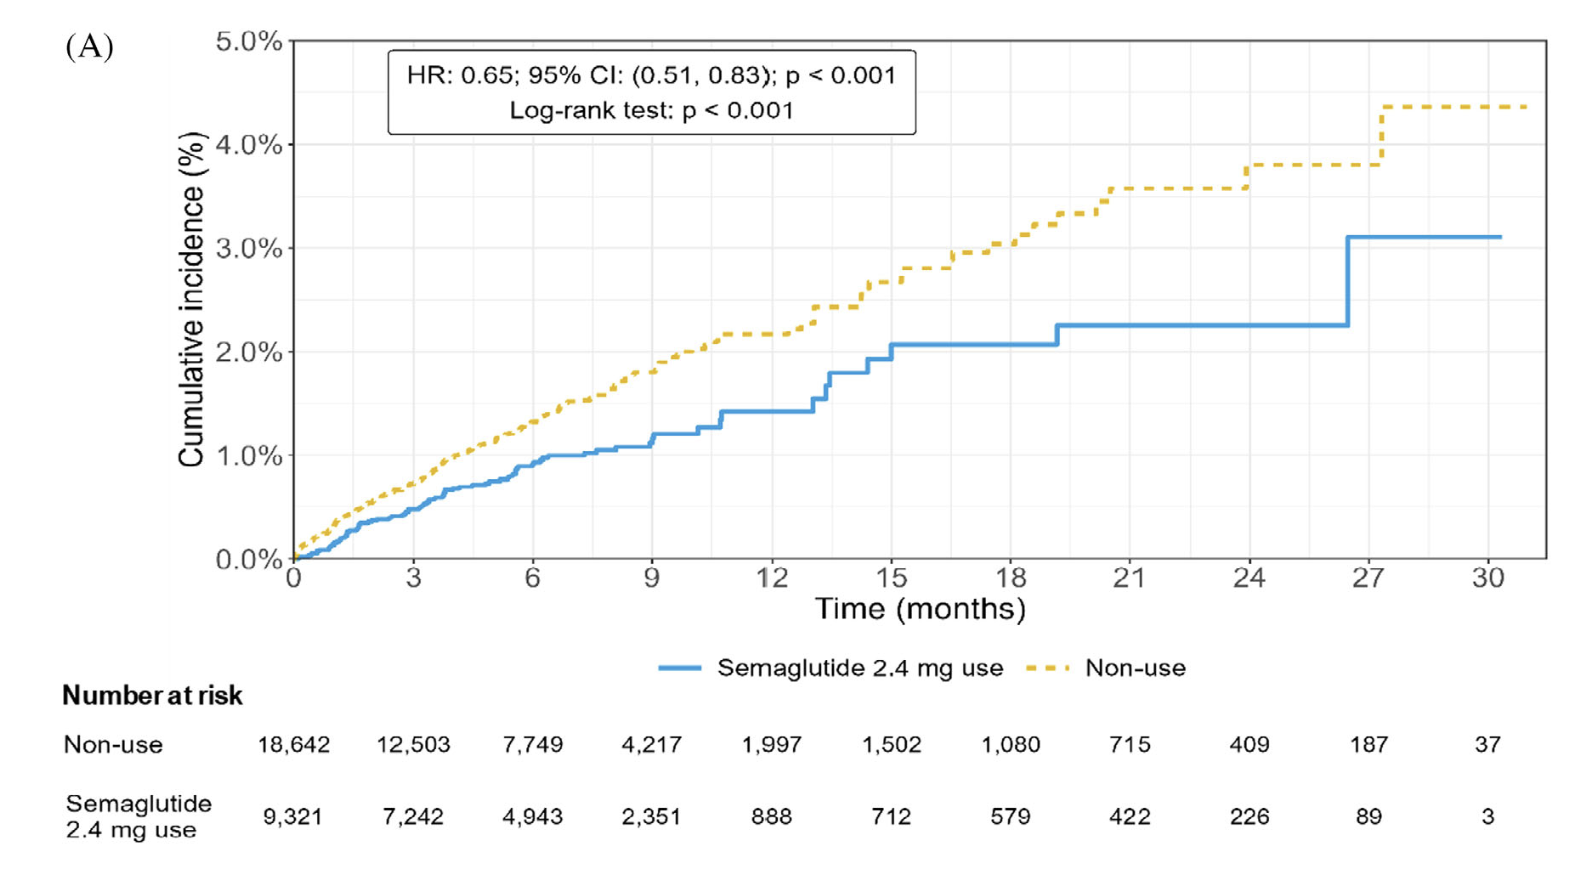 (A)
HR: 0.65; 95% CI: (0.51, 0.83); p < 0.001
Log-rank test: p < 0.001
Cumulative incidence (%)
5.0%
4.0%
3.0%
2.0%
1.0%
0.0%
0 3 6 9 12 15 18 21 24 27 30
Time (months)
Semaglutide 2.4 mg use Non-use
Number at risk
Non-use 18,642 12,503 7,749 4,217 1,997 1,502 1,080 715 409 187 37
Semaglutide
2.4 mg use 9,321 7,242 4,943 2,351 888 712 579 422 226 89 3